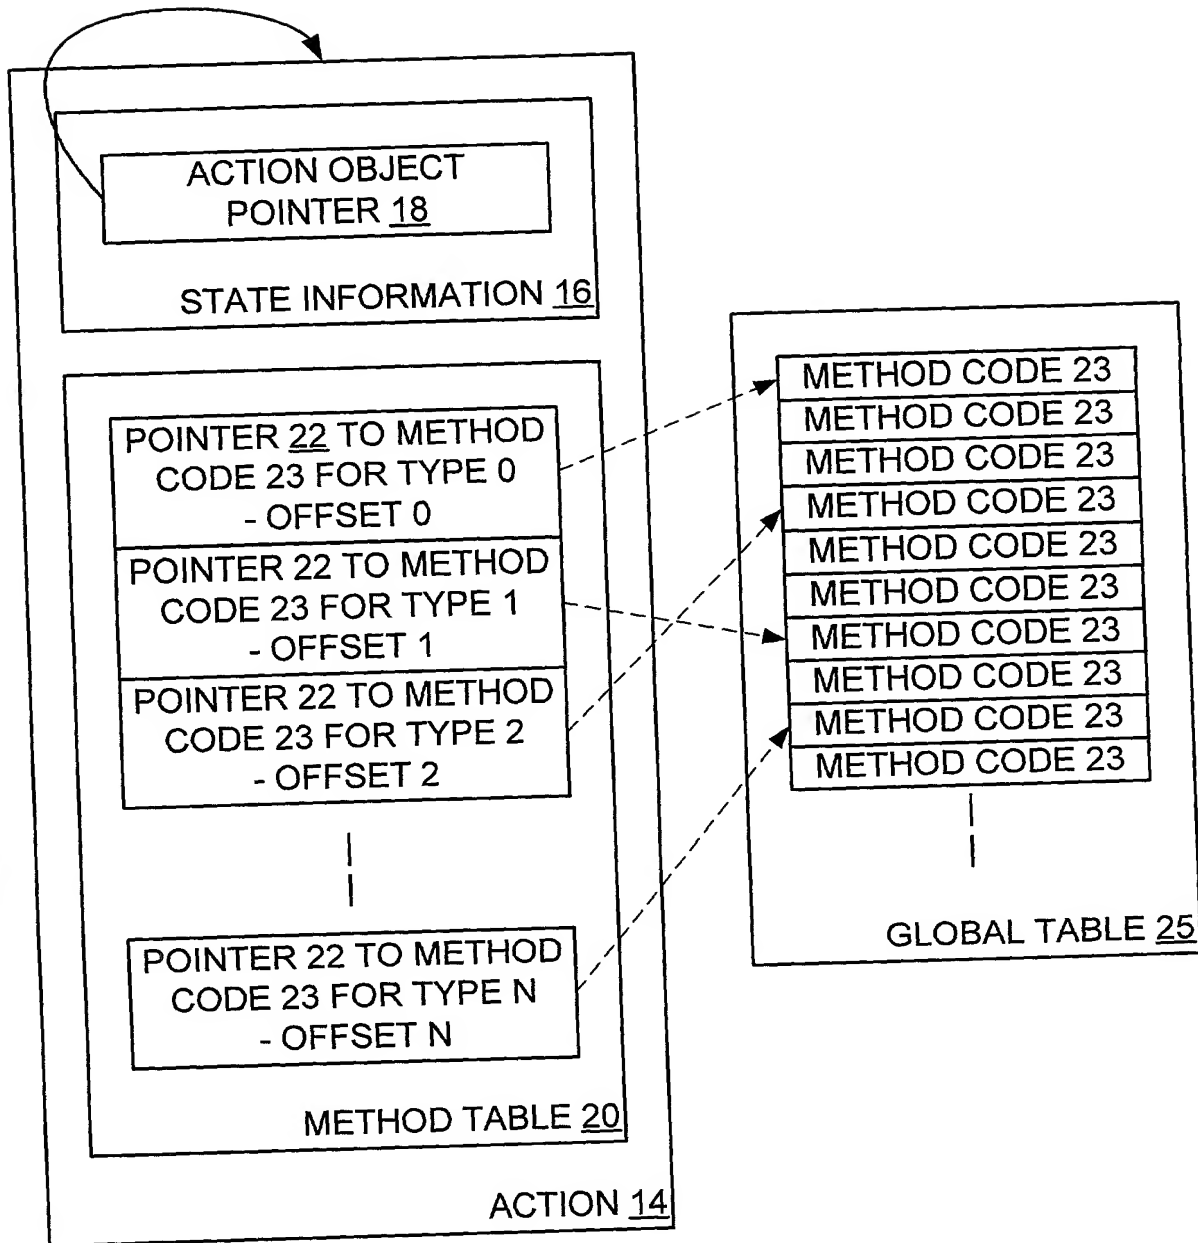 ACTION OBJECT
POINTER 18
STATE INFORMATION 16
POINTER 22 TO METHOD
CODE 23 FOR TYPE 0
- OFFSET 0
POINTER 22 TO METHOD
CODE 23 FOR TYPE 1
- OFFSET 1
POINTER 22 TO METHOD
CODE 23 FOR TYPE 2
- OFFSET 2
POINTER 22 TO METHOD
CODE 23 FOR TYPE N
- OFFSET N
METHOD TABLE 20
ACTION 14
METHOD CODE 23
METHOD CODE 23
METHOD CODE 23
METHOD CODE 23
METHOD CODE 23
METHOD CODE 23
METHOD CODE 23
METHOD CODE 23
METHOD CODE 23
METHOD CODE 23
GLOBAL TABLE 25